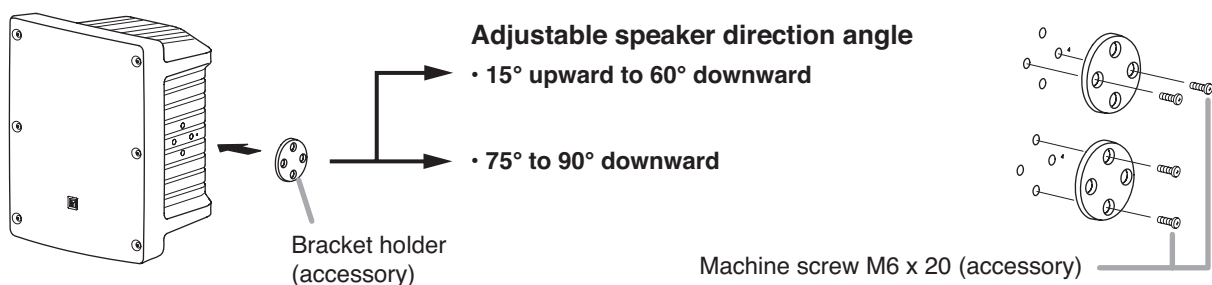 Adjustable speaker direction angle
· 15° upward to 60° downward
· 75° to 90° downward
Bracket holder
(accessory)
Machine screw M6 x 20 (accessory)